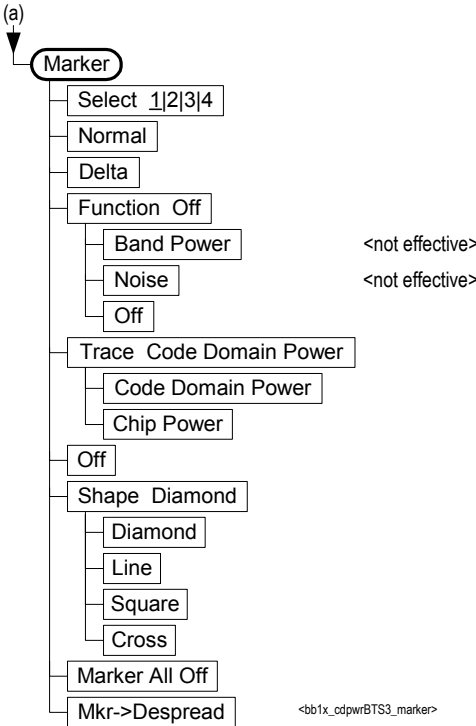 (a)
Marker
Select 1|2|3|4
Normal
Delta
Function Off
Band Power <not effective>
Noise <not effective>
Off
Trace Code Domain Power
Code Domain Power
Chip Power
Off
Shape Diamond
Diamond
Line
Square
Cross
Marker All Off
Mkr->Despread <bb1x_cdpwrBTS3_marker>